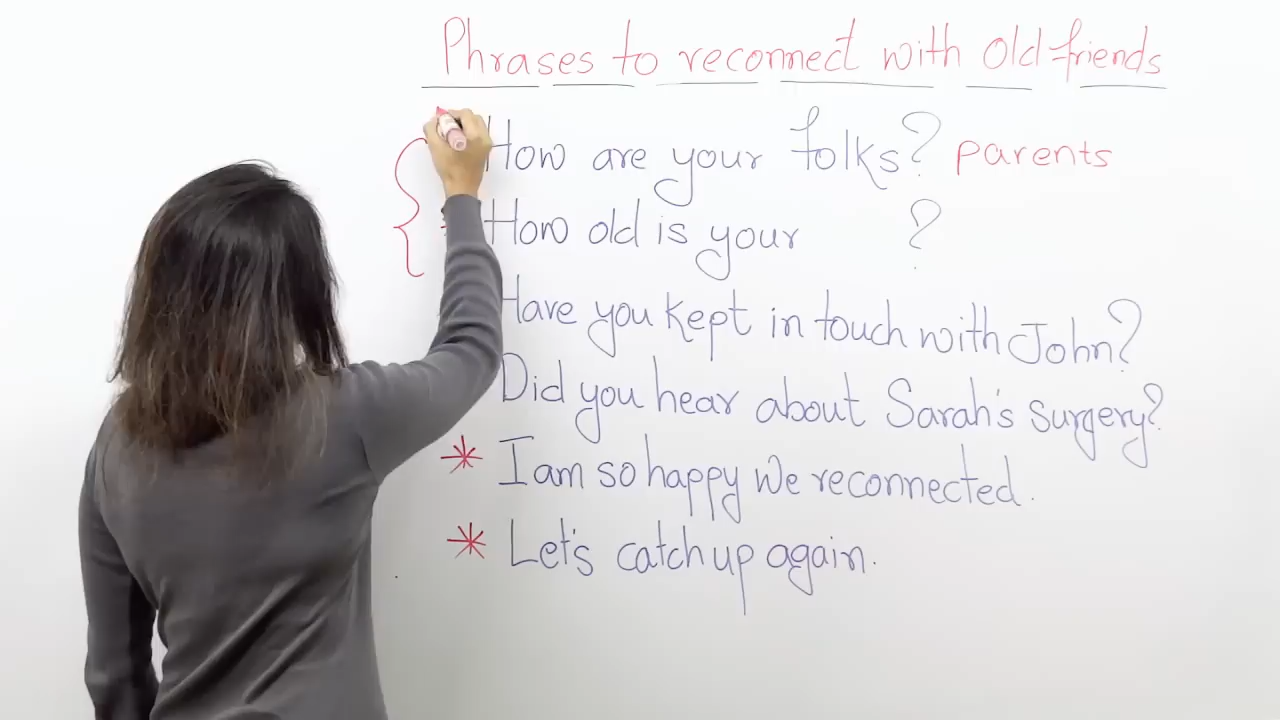 Phrases to reconnect with old friends
How are your folks? parents
* How old is your ?
Have you kept in touch with John?
Did you hear about Sarah's surgery?
* I am so happy we reconnected.
* Let's catch up again.